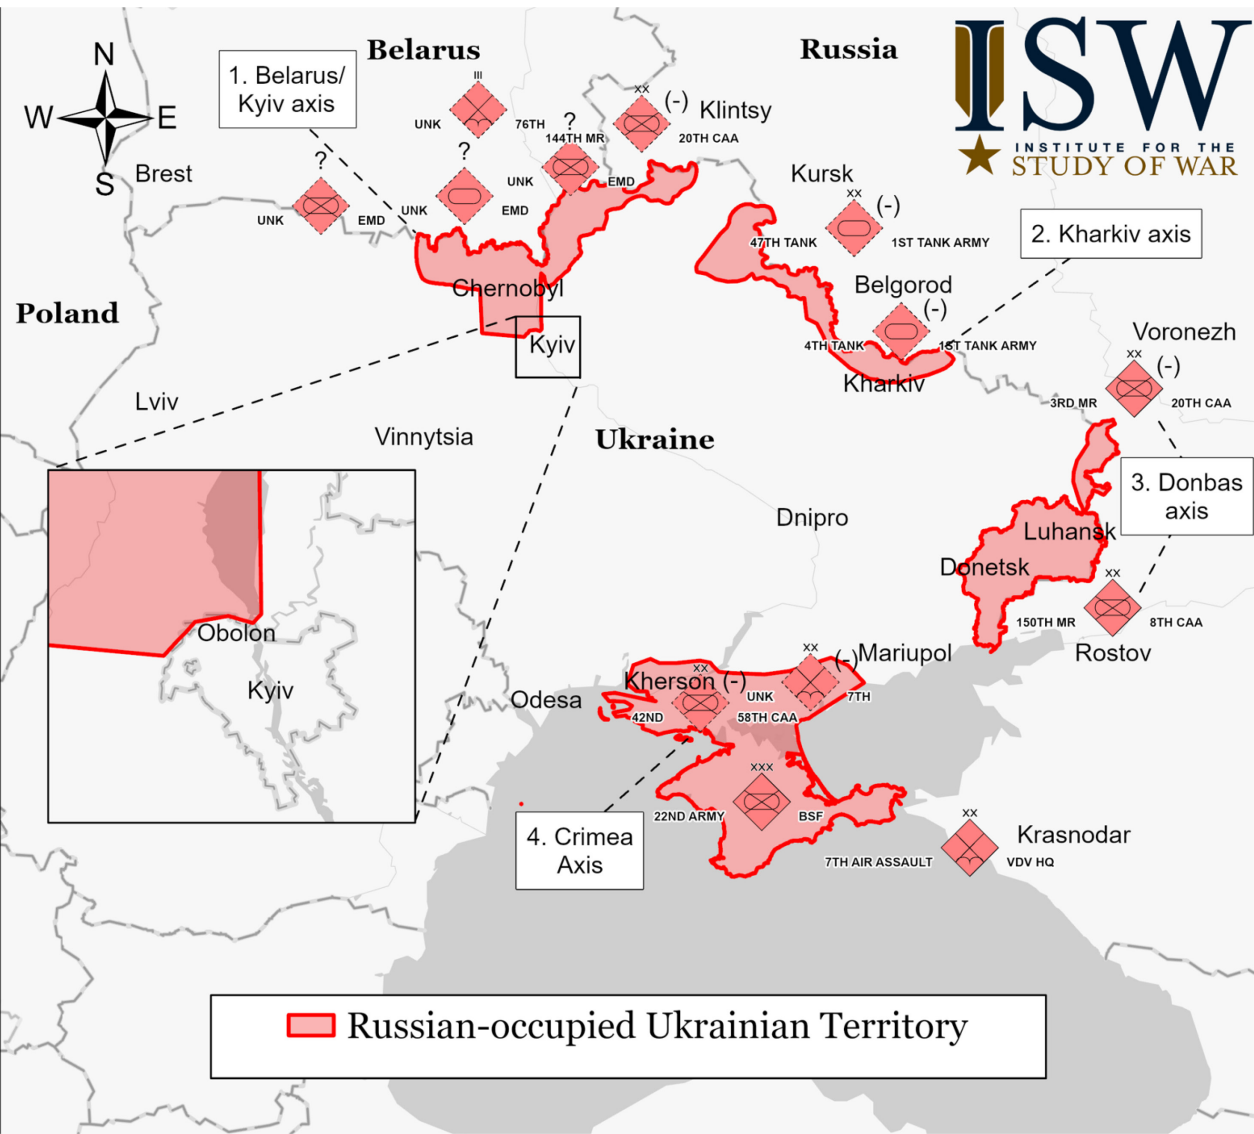 N
W
E
S
1. Belarus/
Kyiv axis
Belarus
Russia
ISW
INSTITUTE FOR THE
STUDY OF WAR
III
UNK
76TH
XX
(-)
Klintsy
20TH CAA
?
144TH MR
UNK
EMD
?
UNK
EMD
Brest
?
UNK
EMD
Kursk
XX
(-)
47TH TANK
1ST TANK ARMY
2. Kharkiv axis
Belgorod
(-)
4TH TANK
1ST TANK ARMY
Kharkiv
Chernobyl
Kyiv
Poland
Voronezh
XX
(-)
3RD MR
20TH CAA
Lviv
Vinnytsia
Ukraine
3. Donbas
axis
Dnipro
Luhansk
Donetsk
XX
150TH MR
8TH CAA
Rostov
Obolon
Kyiv
Odesa
Kherson
XX
(-)
42ND
58TH CAA
XX
(-)
UNK
7TH
Mariupol
XXX
22ND ARMY
BSF
4. Crimea
Axis
XX
Krasnodar
7TH AIR ASSAULT
VDV HQ
Russian-occupied Ukrainian Territory